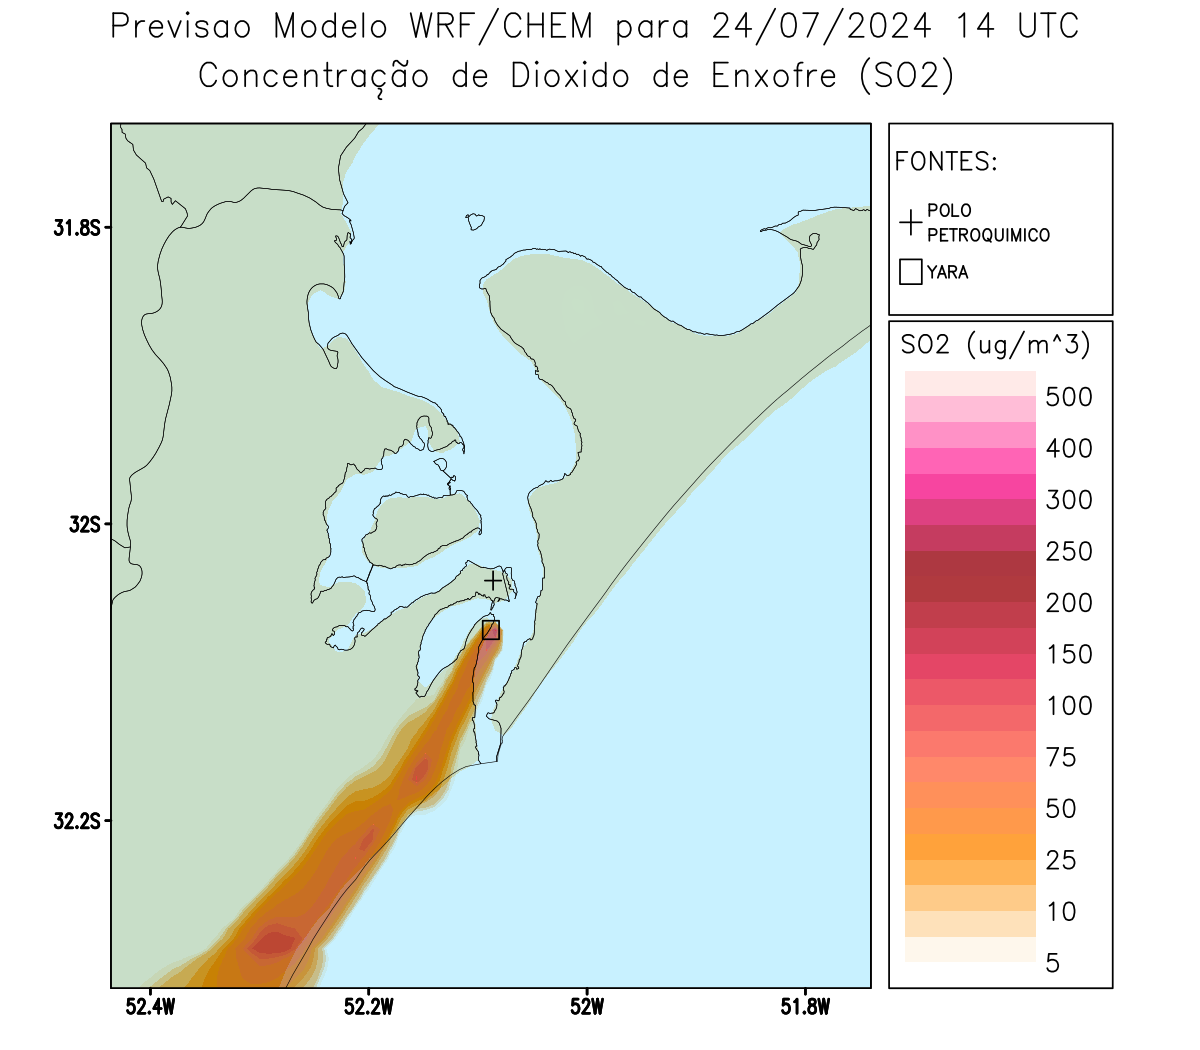 Previsao Modelo WRF/CHEM para 24/07/2024 14 UTC
Concentração de Dioxido de Enxofre (SO2)
FONTES:
POLO
PETROQUIMICO
YARA
SO2 (ug/m^3)
500
400
300
250
200
150
100
75
50
25
10
5
31.8S
32S
32.2S
52.4W
52.2W
52W
51.8W